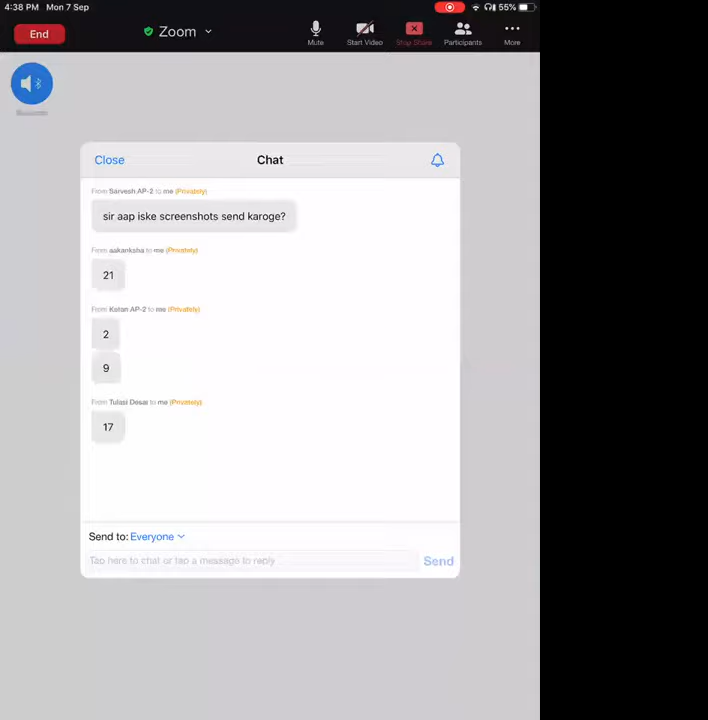 4:38 PM Mon 7 Sep
55%
End
Zoom
Mute
Start Video
Stop Share
Participants
More
Close
Chat
From Sarvesh AP-2 to me (Privately)
sir aap iske screenshots send karoge?
From aakanksha to me (Privately)
21
From Ketan AP-2 to me (Privately)
2
9
From Tulasi Desai to me (Privately)
17
Send to: Everyone
Tap here to chat or tap a message to reply
Send